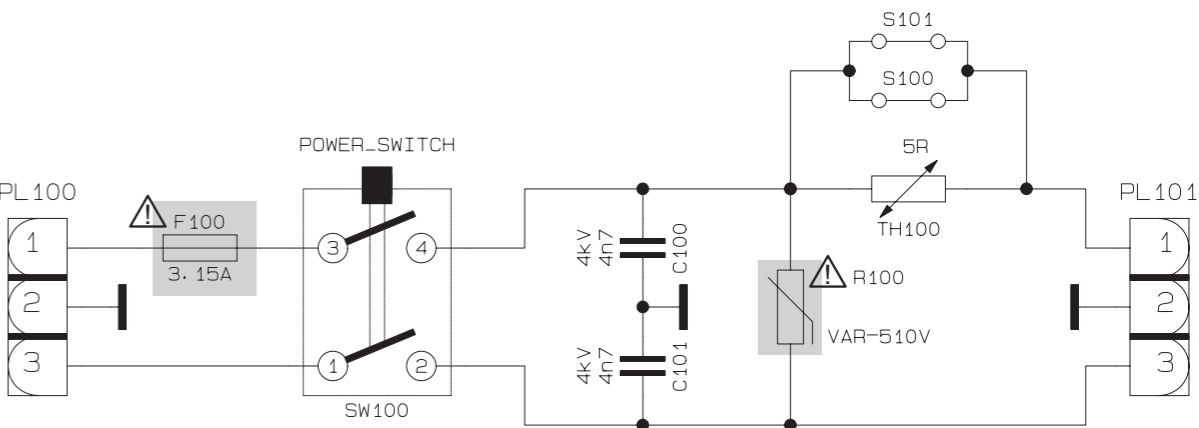 S101
S100
POWER_SWITCH
5R
PL100
PL101
F100
3.15A
1
2
3
3
4
1
2
SW100
4kV
4n7
C100
4kV
4n7
C101
TH100
R100
VAR-510V
1
2
3